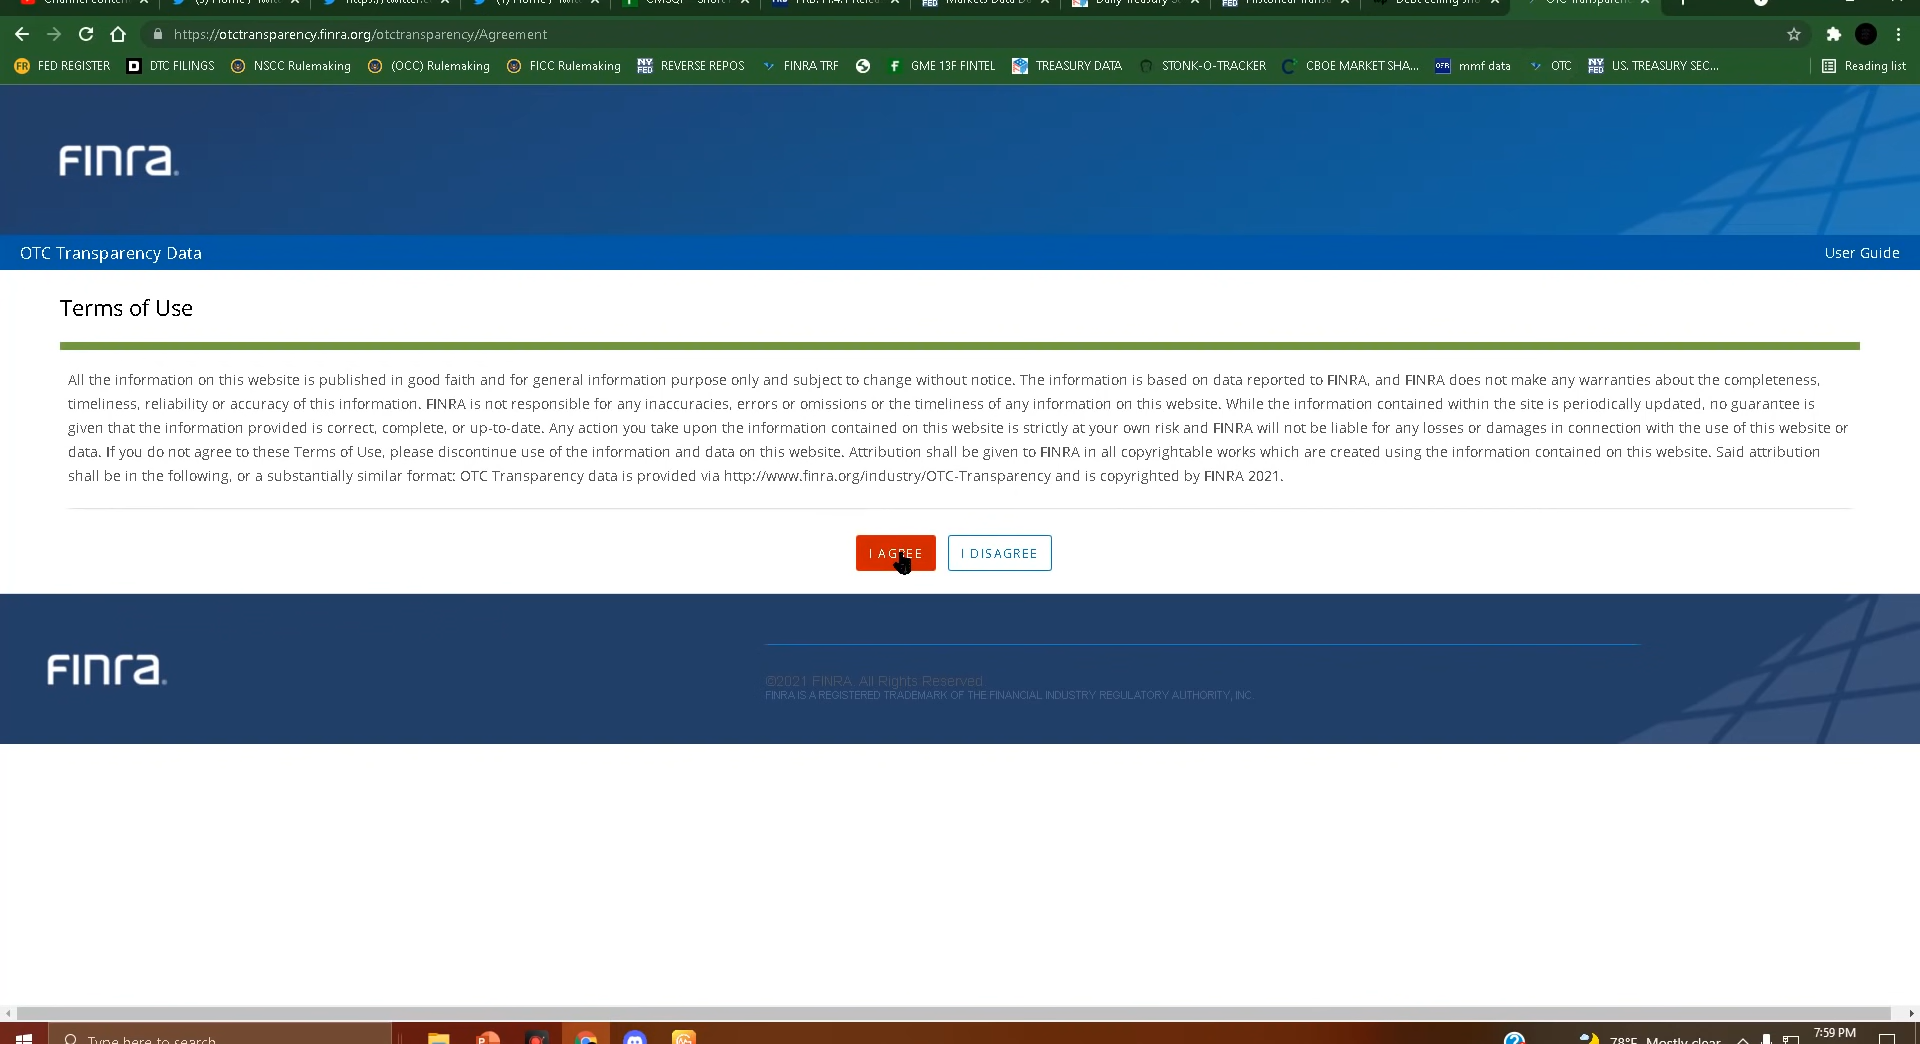 https://otctransparency.finra.org/otctransparency/Agreement
FED REGISTER DTC FILINGS NSCC Rulemaking (OCC) Rulemaking FICC Rulemaking REVERSE REPOS FINRA TRF GME 13F FINTEL TREASURY DATA STONK-O-TRACKER CBOE MARKET SHA... mmf data OTC US. TREASURY SEC... Reading list
FINRA
OTC Transparency Data User Guide
Terms of Use
All the information on this website is published in good faith and for general information purpose only and subject to change without notice. The information is based on data reported to FINRA, and FINRA does not make any warranties about the completeness,
timeliness, reliability or accuracy of this information. FINRA is not responsible for any inaccuracies, errors or omissions or the timeliness of any information on this website. While the information contained within the site is periodically updated, no guarantee is
given that the information provided is correct, complete, or up-to-date. Any action you take upon the information contained on this website is strictly at your own risk and FINRA will not be liable for any losses or damages in connection with the use of this website or
data. If you do not agree to these Terms of Use, please discontinue use of the information and data on this website. Attribution shall be given to FINRA in all copyrightable works which are created using the information contained on this website. Said attribution
shall be in the following, or a substantially similar format: OTC Transparency data is provided via http://www.finra.org/industry/OTC-Transparency and is copyrighted by FINRA 2021.
I AGREE I DISAGREE
FINRA
©2021 FINRA. All Rights Reserved
FINRA IS A REGISTERED TRADEMARK OF THE FINANCIAL INDUSTRY REGULATORY AUTHORITY, INC.
Type here to search 78°F Mostly clear 7:59 PM